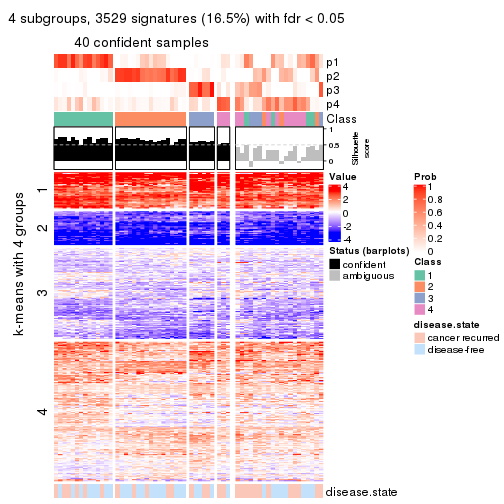 4 subgroups, 3529 signatures (16.5%) with fdr < 0.05
40 confident samples
p1
p2
p3
p4
Class
1
0.5
0
Silhouette
score
k-means with 4 groups
1
2
3
4
disease.state
Value
4
2
0
-2
-4
Status (barplots)
confident
ambiguous
Prob
1
0.8
0.6
0.4
0.2
0
Class
1
2
3
4
disease.state
cancer recurred
disease-free